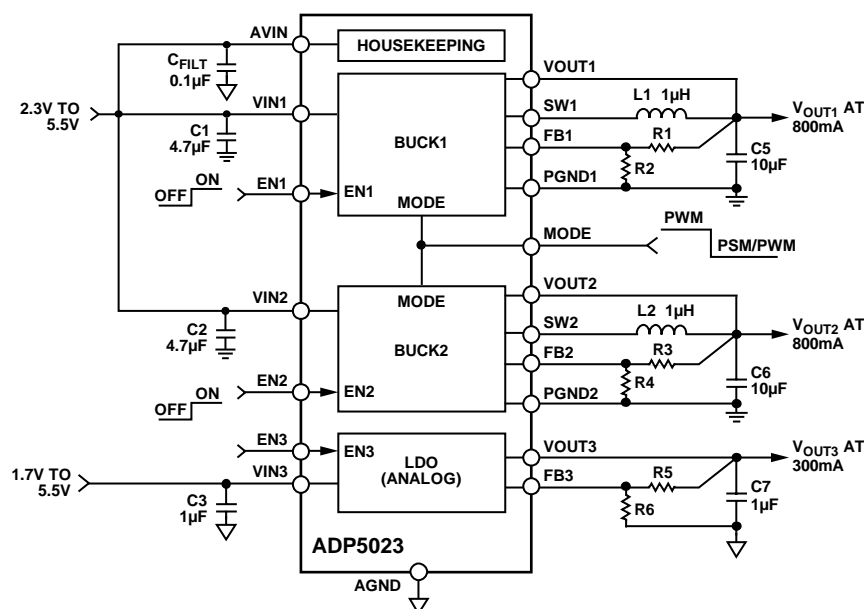 AVIN
HOUSEKEEPING
CFILT
0.1µF
VOUT1
2.3V TO
5.5V
VIN1
C1
4.7µF
BUCK1
SW1
L1 1µH
FB1
R1
R2
VOUT1 AT
800mA
C5
10µF
OFF
ON
EN1
EN1
MODE
PGND1
MODE
PWM
PSM/PWM
VOUT2
VIN2
C2
4.7µF
MODE
BUCK2
SW2
L2 1µH
FB2
R3
R4
VOUT2 AT
800mA
C6
10µF
OFF
ON
EN2
EN2
PGND2
EN3
EN3
1.7V TO
5.5V
VIN3
C3
1µF
LDO
(ANALOG)
VOUT3
FB3
R5
R6
VOUT3 AT
300mA
C7
1µF
ADP5023
AGND